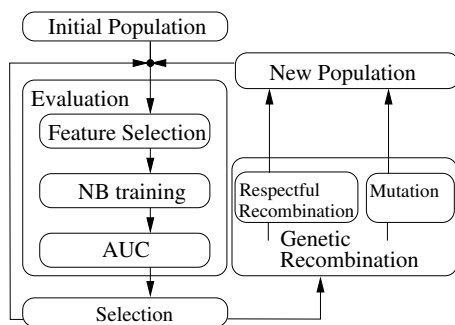 Initial Population
New Population
Evaluation
Feature Selection
NB training
AUC
Selection
Respectful
Recombination
Mutation
Genetic
Recombination